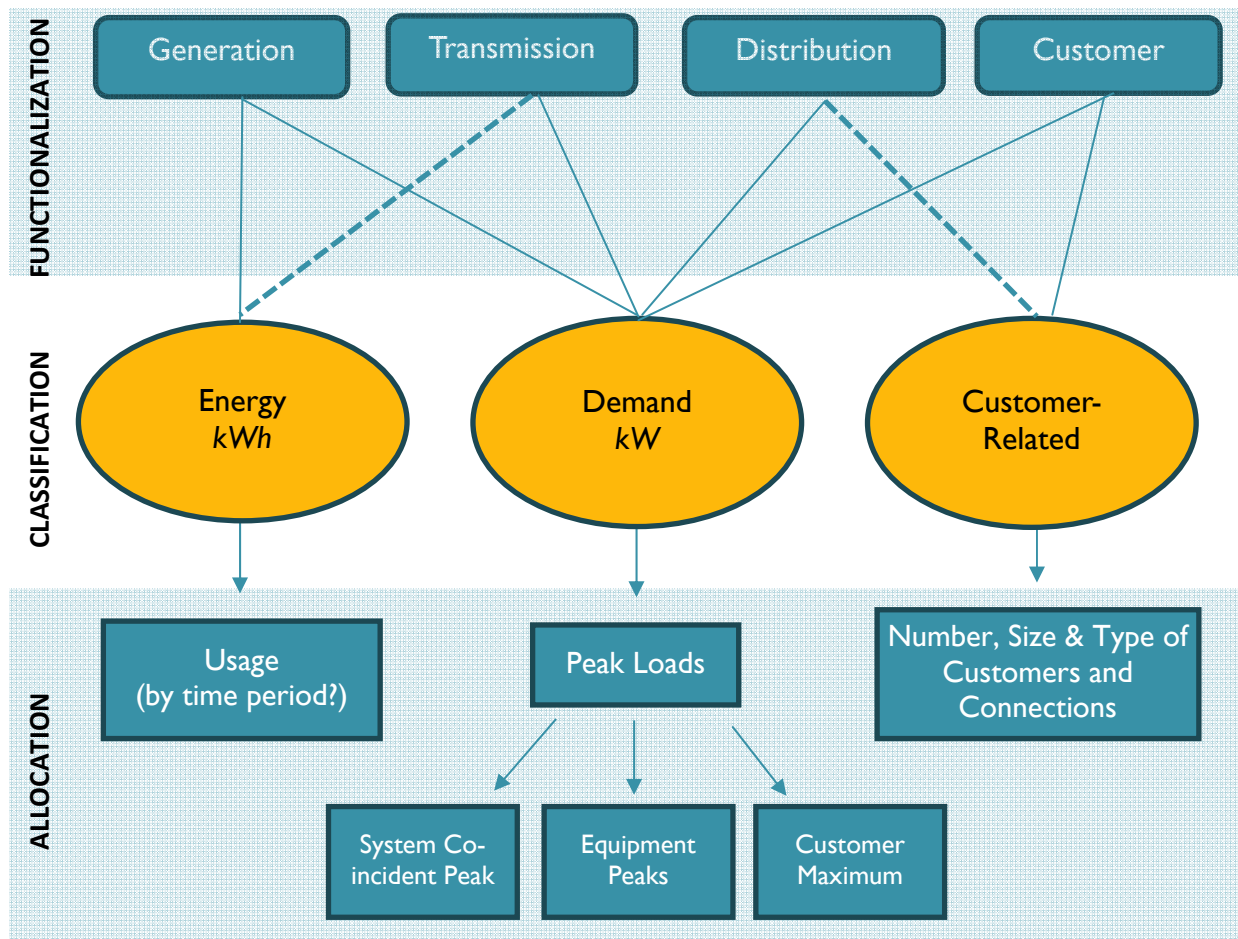 FUNCTIONALIZATION
Generation
Transmission
Distribution
Customer
CLASSIFICATION
Energy
kWh
Demand
kW
Customer-
Related
ALLOCATION
Usage
(by time period?)
Peak Loads
Number, Size & Type of
Customers and
Connections
System Co-
incident Peak
Equipment
Peaks
Customer
Maximum